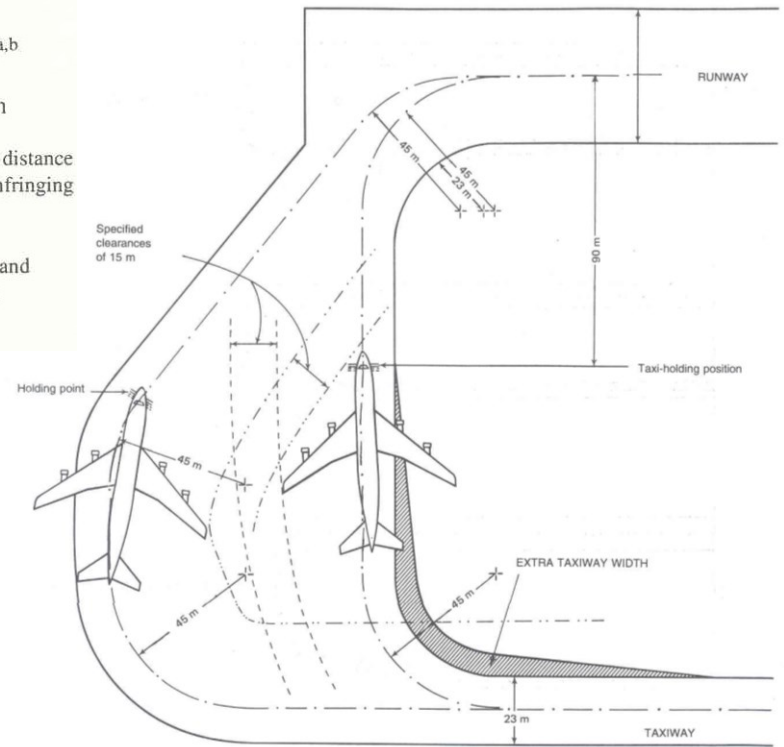 a,b
distance
and
RUNWAY
45 m
45 m
23 m
90 m
Specified
clearances
of 15 m
Taxi-holding position
Holding point
45 m
EXTRA TAXIWAY WIDTH
45 m
45 m
23 m
TAXIWAY